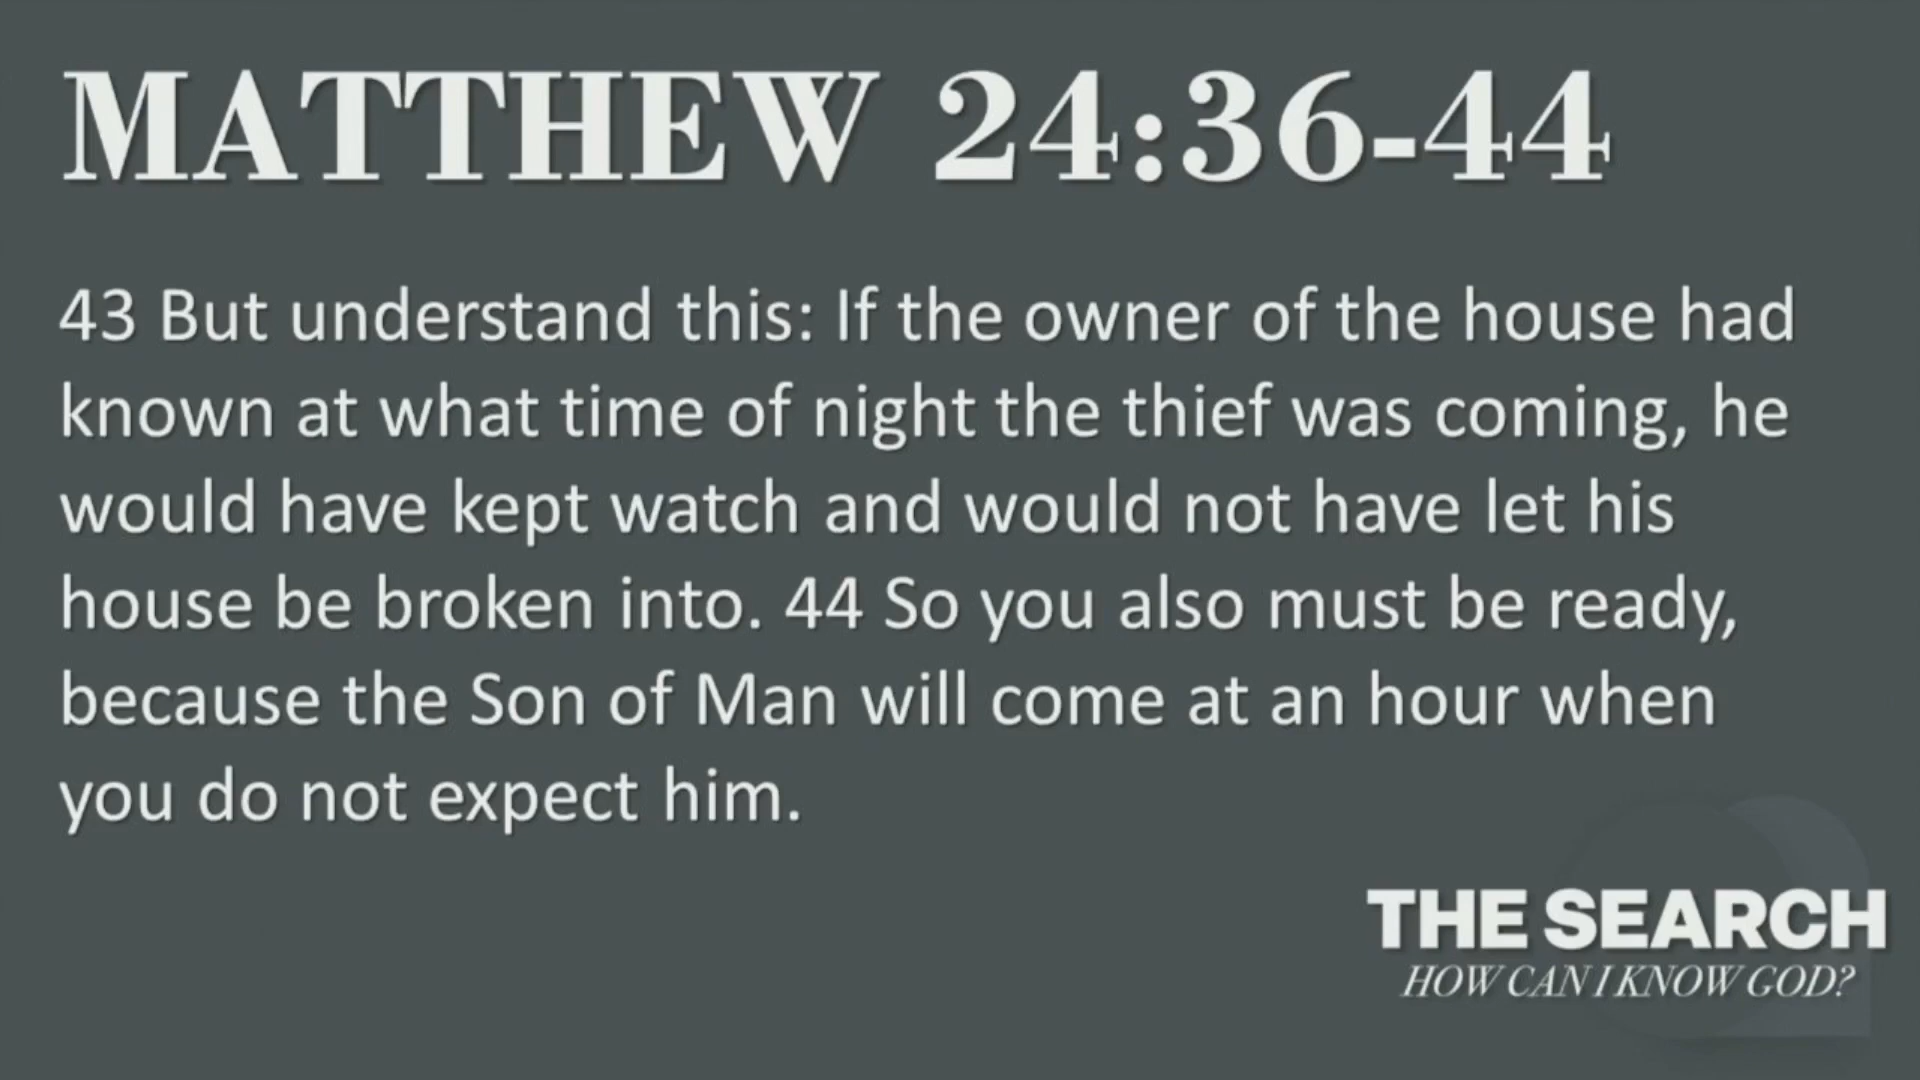 MATTHEW 24:36-44
43 But understand this: If the owner of the house had
known at what time of night the thief was coming, he
would have kept watch and would not have let his
house be broken into. 44 So you also must be ready,
because the Son of Man will come at an hour when
you do not expect him.
THE SEARCH
HOW CAN I KNOW GOD?